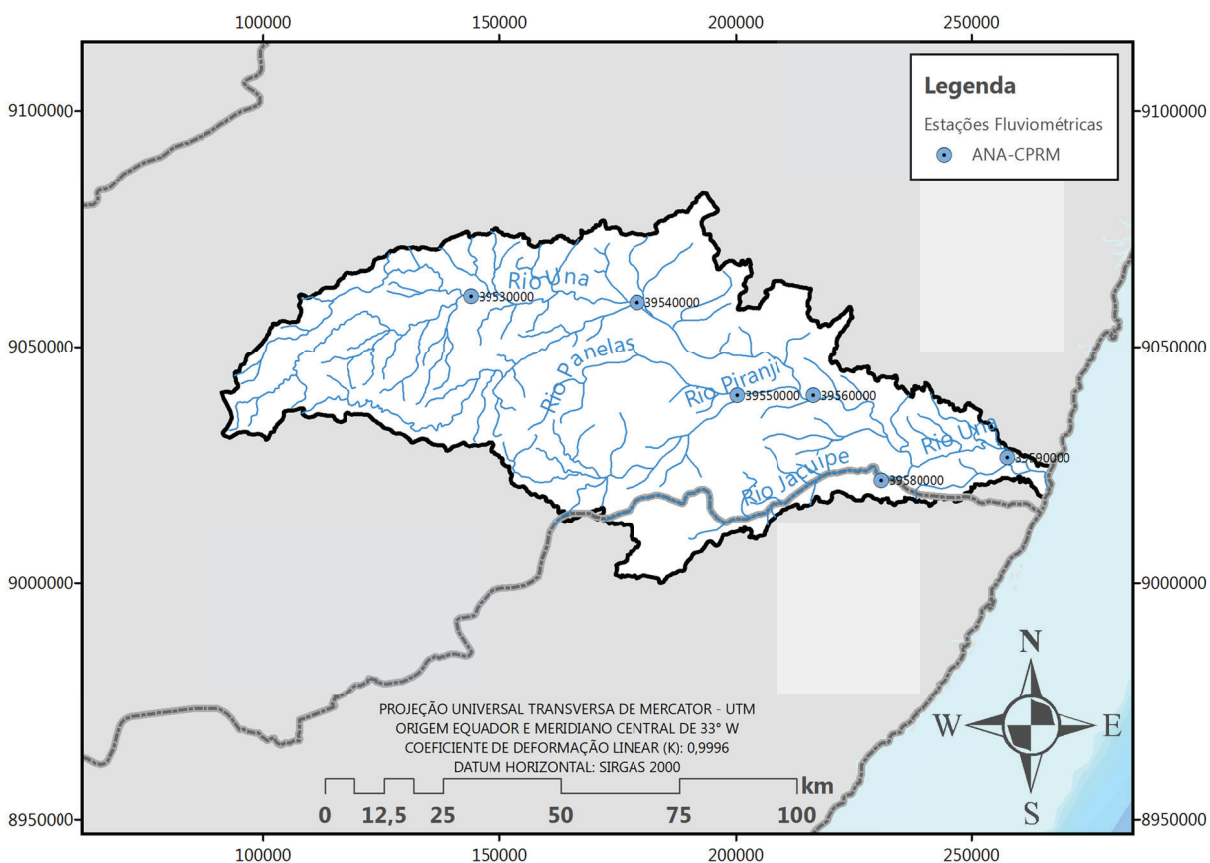 100000 150000 200000 250000
9100000 9100000
Legenda
Estações Fluviométricas
ANA-CPRM
Rio Una
39530000
39540000
9050000 9050000
Rio Panelas
Rio Piranji
39550000
39560000
Rio Una
39590000
Rio Jacuipe
39580000
9000000 9000000
N
W E
S
PROJEÇÃO UNIVERSAL TRANSVERSA DE MERCATOR - UTM
ORIGEM EQUADOR E MERIDIANO CENTRAL DE 33° W
COEFICIENTE DE DEFORMAÇÃO LINEAR (K): 0,9996
DATUM HORIZONTAL: SIRGAS 2000
km
0 12,5 25 50 75 100
8950000 8950000
100000 150000 200000 250000